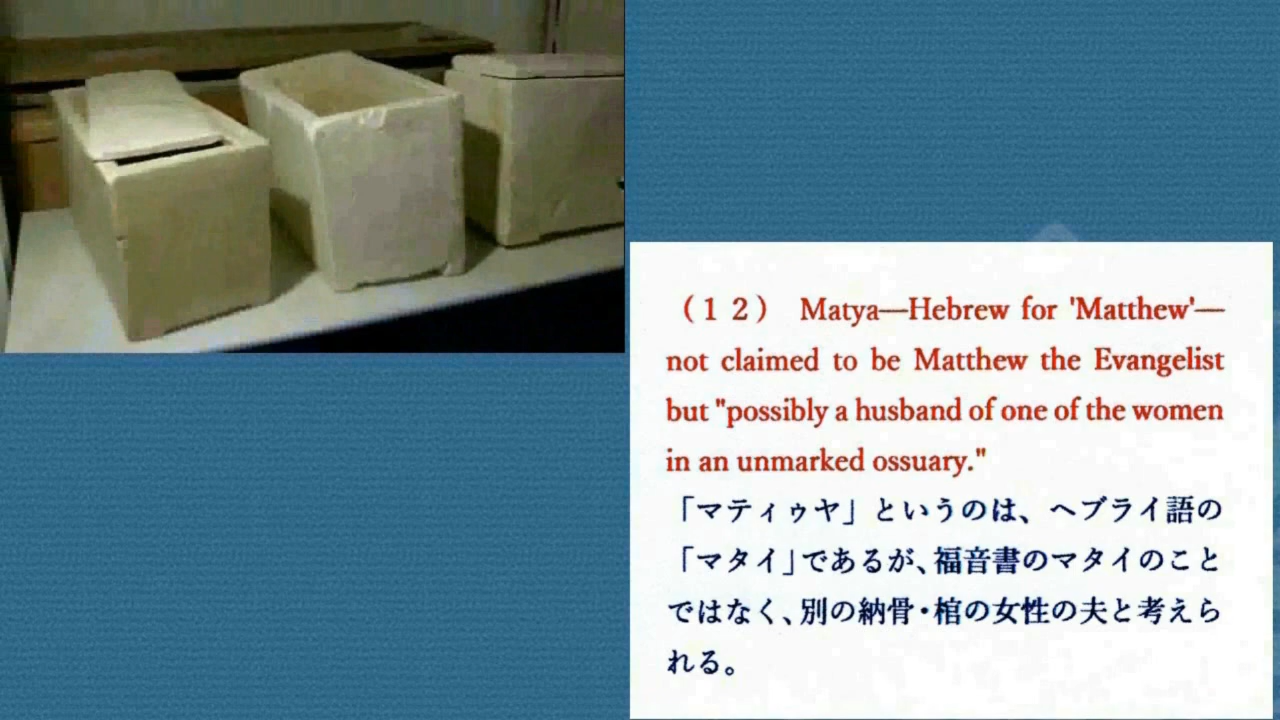 （１２） Matya—Hebrew for 'Matthew'—
not claimed to be Matthew the Evangelist
but "possibly a husband of one of the women
in an unmarked ossuary."
「マティゥヤ」というのは、ヘブライ語の
「マタイ」であるが、福音書のマタイのこと
ではなく、別の納骨・棺の女性の夫と考えら
れる。